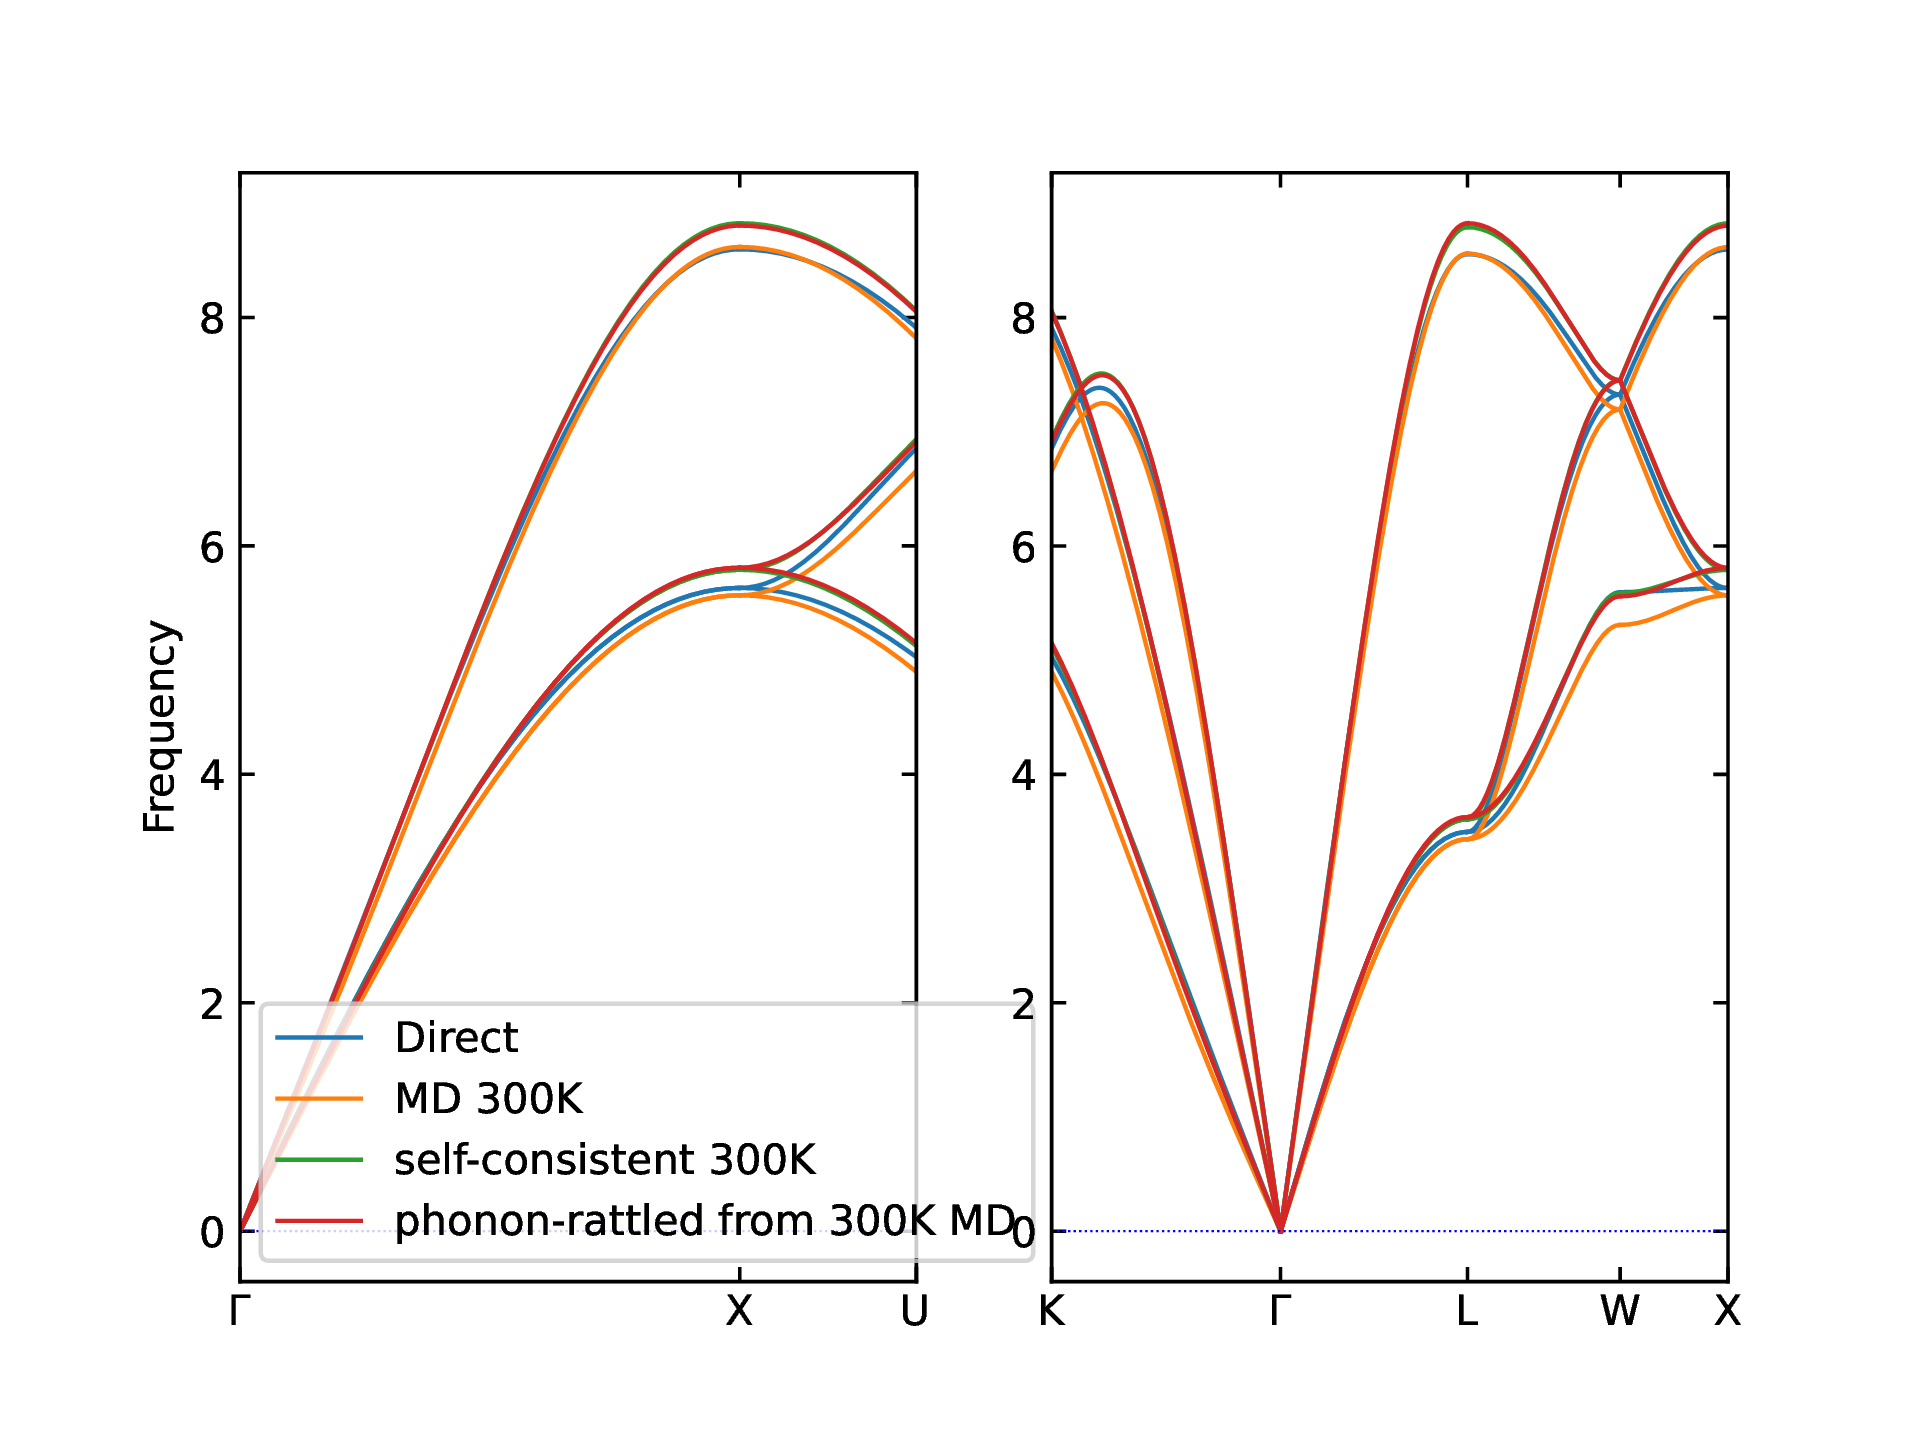 Frequency
8
6
4
2
0
Γ
X
U
Direct
MD 300K
self-consistent 300K
phonon-rattled from 300K MD
8
6
4
2
0
K
Γ
L
W
X